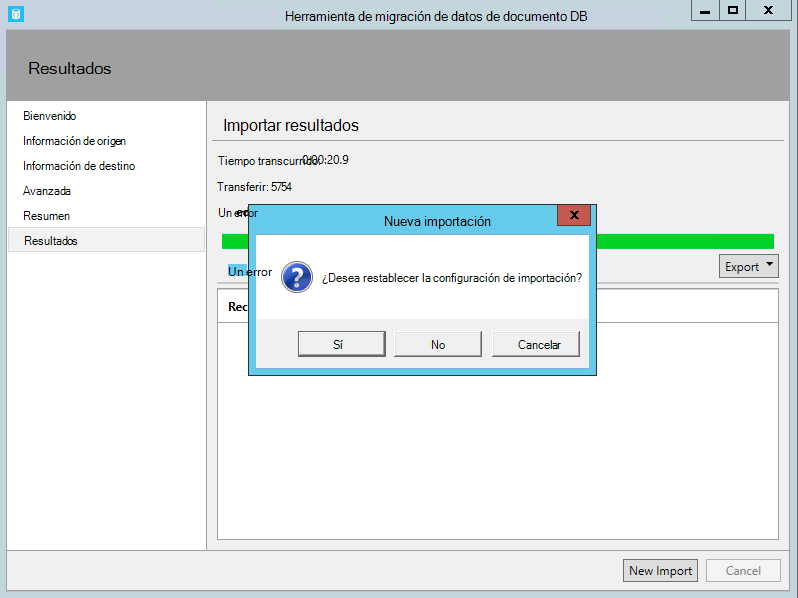 Herramienta de migración de datos de documento DB
Resultados
Bienvenido
Información de origen
Información de destino
Avanzada
Resumen
Resultados
Importar resultados
Tiempo transcurrido: 0:00:20.9
Transferir: 5754
Un error
Un error
Export
Rec
Nueva importación
¿Desea restablecer la configuración de importación?
Sí
No
Cancelar
New Import
Cancel